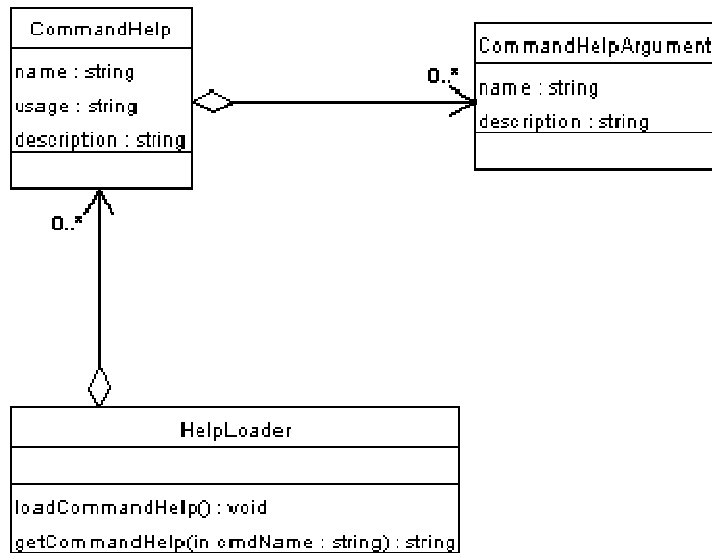 CommandHelp
name : string
usage : string
description : string
CommandHelpArgument
name : string
description : string
0..*
0..*
HelpLoader
loadCommandHelp() : void
getCommandHelp(in cmdName : string) : string